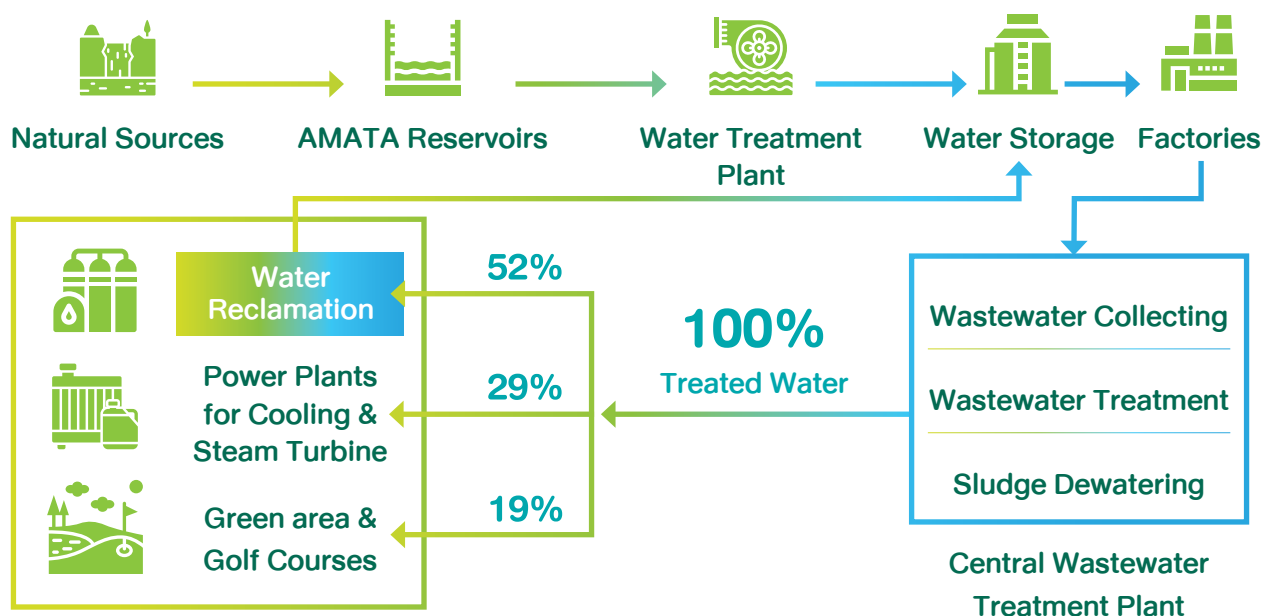 Natural Sources
AMATA Reservoirs
Water Treatment
Plant
Water Storage
Factories
Water
Reclamation
52%
Power Plants
for Cooling &
Steam Turbine
29%
Green area &
Golf Courses
19%
100%
Treated Water
Wastewater Collecting
Wastewater Treatment
Sludge Dewatering
Central Wastewater
Treatment Plant